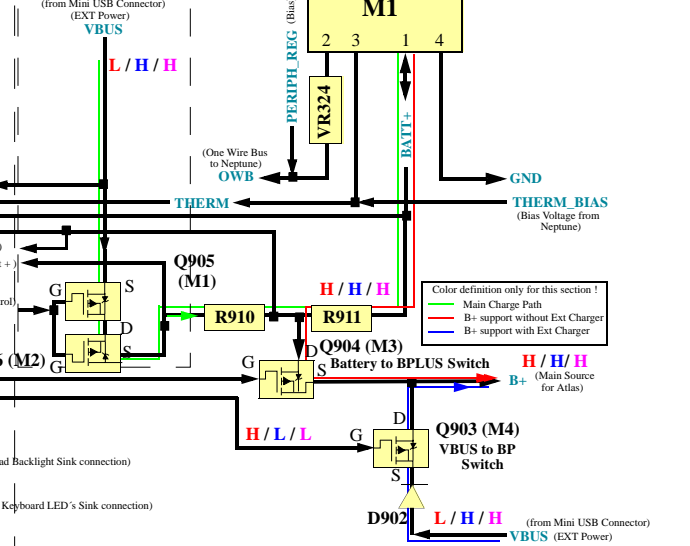 (from Mini USB Connector)
(EXT Power)
VBUS
L / H / H
M1
2 3 1 4
PERIPH_REG
(Bias
VR324
BATT+
(One Wire Bus
to Neptune)
OWB
GND
THERM
THERM_BIAS
(Bias Voltage from
Neptune)
)
t + )
Q905
(M1)
G S
rol)
D
S
G
6 (M2)
H / H / H
R910
R911
Color definition only for this section !
Main Charge Path
B+ support without Ext Charger
B+ support with Ext Charger
Q904 (M3)
D
G S
Battery to BPLUS Switch
H / H/ H
B+
(Main Source
for Atlas)
D
H / L / L
G
Q903 (M4)
VBUS to BP
Switch
S
ad Backlight Sink connection)
Keyboard LED´s Sink connection)
D902
L / H / H
(from Mini USB Connector)
VBUS (EXT Power)